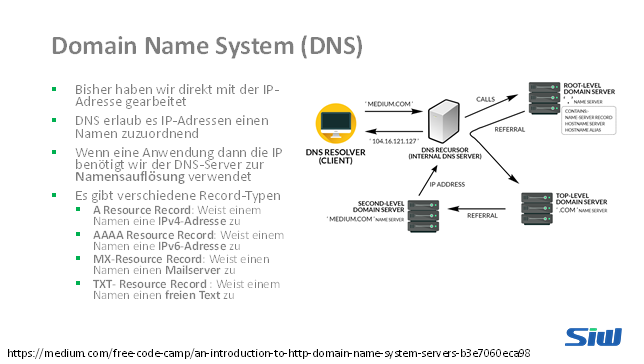 Domain Name System (DNS)
Bisher haben wir direkt mit der IP-
Adresse gearbeitet
DNS erlaub es IP-Adressen einen
Namen zuzuordnend
Wenn eine Anwendung dann die IP
benötigt wir der DNS-Server zur
Namensauflösung verwendet
Es gibt verschiedene Record-Typen
A Resource Record: Weist einem
Namen eine IPv4-Adresse zu
AAAA Resource Record: Weist einem
Namen eine IPv6-Adresse zu
MX-Resource Record: Weist einen
Namen einen Mailserver zu
TXT- Resource Record : Weist einem
Namen einen freien Text zu
DNS RESOLVER
(CLIENT)
'MEDIUM.COM'
'104.16.121.127'
DNS RECURSOR
(INTERNAL DNS SERVER)
CALLS
REFERRAL
ROOT-LEVEL
DOMAIN SERVER
'.' NAME SERVER
CONTAINS-
NAME-SERVER RECORD
HOSTNAME SERVER
HOSTNAME ALIAS
IP ADDRESS
SECOND-LEVEL
DOMAIN SERVER
'MEDIUM.COM' NAME SERVER
REFERRAL
TOP-LEVEL
DOMAIN SERVER
'.COM' NAME SERVER
SiW
https://medium.com/free-code-camp/an-introduction-to-http-domain-name-system-servers-b3e7060eca98